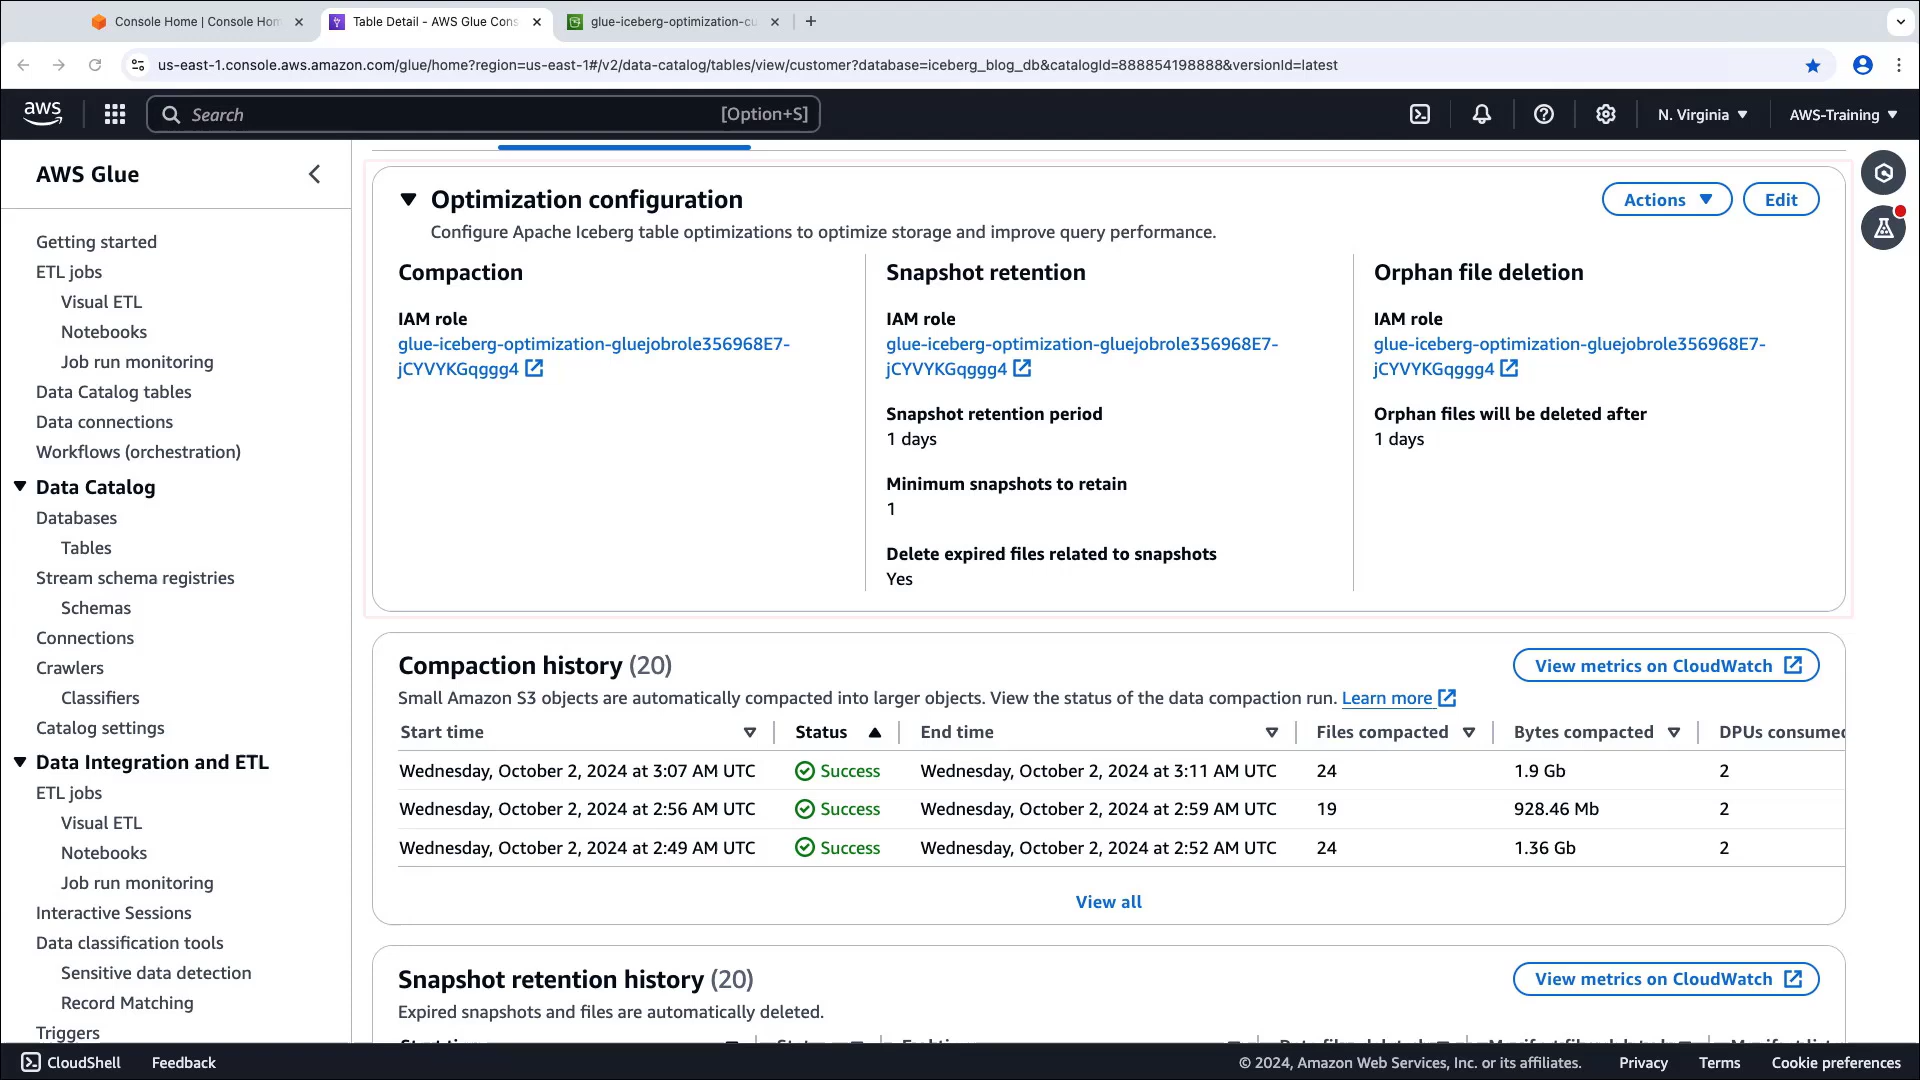 Console Home | Console Hom
Table Detail - AWS Glue Cons
glue-iceberg-optimization-cu
us-east-1.console.aws.amazon.com/glue/home?region=us-east-1#/v2/data-catalog/tables/view/customer?database=iceberg_blog_db&catalogId=888854198888&versionId=latest
aws
Search
[Option+S]
N. Virginia
AWS-Training
AWS Glue
Getting started
ETL jobs
Visual ETL
Notebooks
Job run monitoring
Data Catalog tables
Data connections
Workflows (orchestration)
Data Catalog
Databases
Tables
Stream schema registries
Schemas
Connections
Crawlers
Classifiers
Catalog settings
Data Integration and ETL
ETL jobs
Visual ETL
Notebooks
Job run monitoring
Interactive Sessions
Data classification tools
Sensitive data detection
Record Matching
Triggers
Optimization configuration
Actions
Edit
Configure Apache Iceberg table optimizations to optimize storage and improve query performance.
Compaction
IAM role
glue-iceberg-optimization-gluejobrole356968E7-
jCYVYKGqggg4
Snapshot retention
IAM role
glue-iceberg-optimization-gluejobrole356968E7-
jCYVYKGqggg4
Snapshot retention period
1 days
Minimum snapshots to retain
1
Delete expired files related to snapshots
Yes
Orphan file deletion
IAM role
glue-iceberg-optimization-gluejobrole356968E7-
jCYVYKGqggg4
Orphan files will be deleted after
1 days
Compaction history (20)
View metrics on CloudWatch
Small Amazon S3 objects are automatically compacted into larger objects. View the status of the data compaction run. Learn more
Start time Status End time Files compacted Bytes compacted DPUs consumed
Wednesday, October 2, 2024 at 3:07 AM UTC Success Wednesday, October 2, 2024 at 3:11 AM UTC 24 1.9 Gb 2
Wednesday, October 2, 2024 at 2:56 AM UTC Success Wednesday, October 2, 2024 at 2:59 AM UTC 19 928.46 Mb 2
Wednesday, October 2, 2024 at 2:49 AM UTC Success Wednesday, October 2, 2024 at 2:52 AM UTC 24 1.36 Gb 2
View all
Snapshot retention history (20)
View metrics on CloudWatch
Expired snapshots and files are automatically deleted.
CloudShell
Feedback
© 2024, Amazon Web Services, Inc. or its affiliates.
Privacy
Terms
Cookie preferences